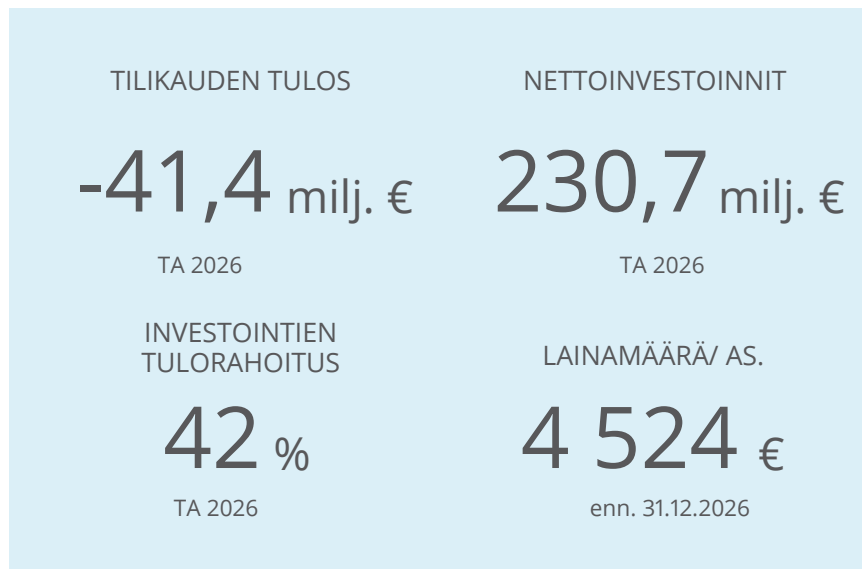 TILIKAUDEN TULOS
-41,4 milj. €
TA 2026
NETTOINVESTOINNIT
230,7 milj. €
TA 2026
INVESTOINTIEN
TULORAHOITUS
42 %
TA 2026
LAINAMÄÄRÄ/ AS.
4 524 €
enn. 31.12.2026